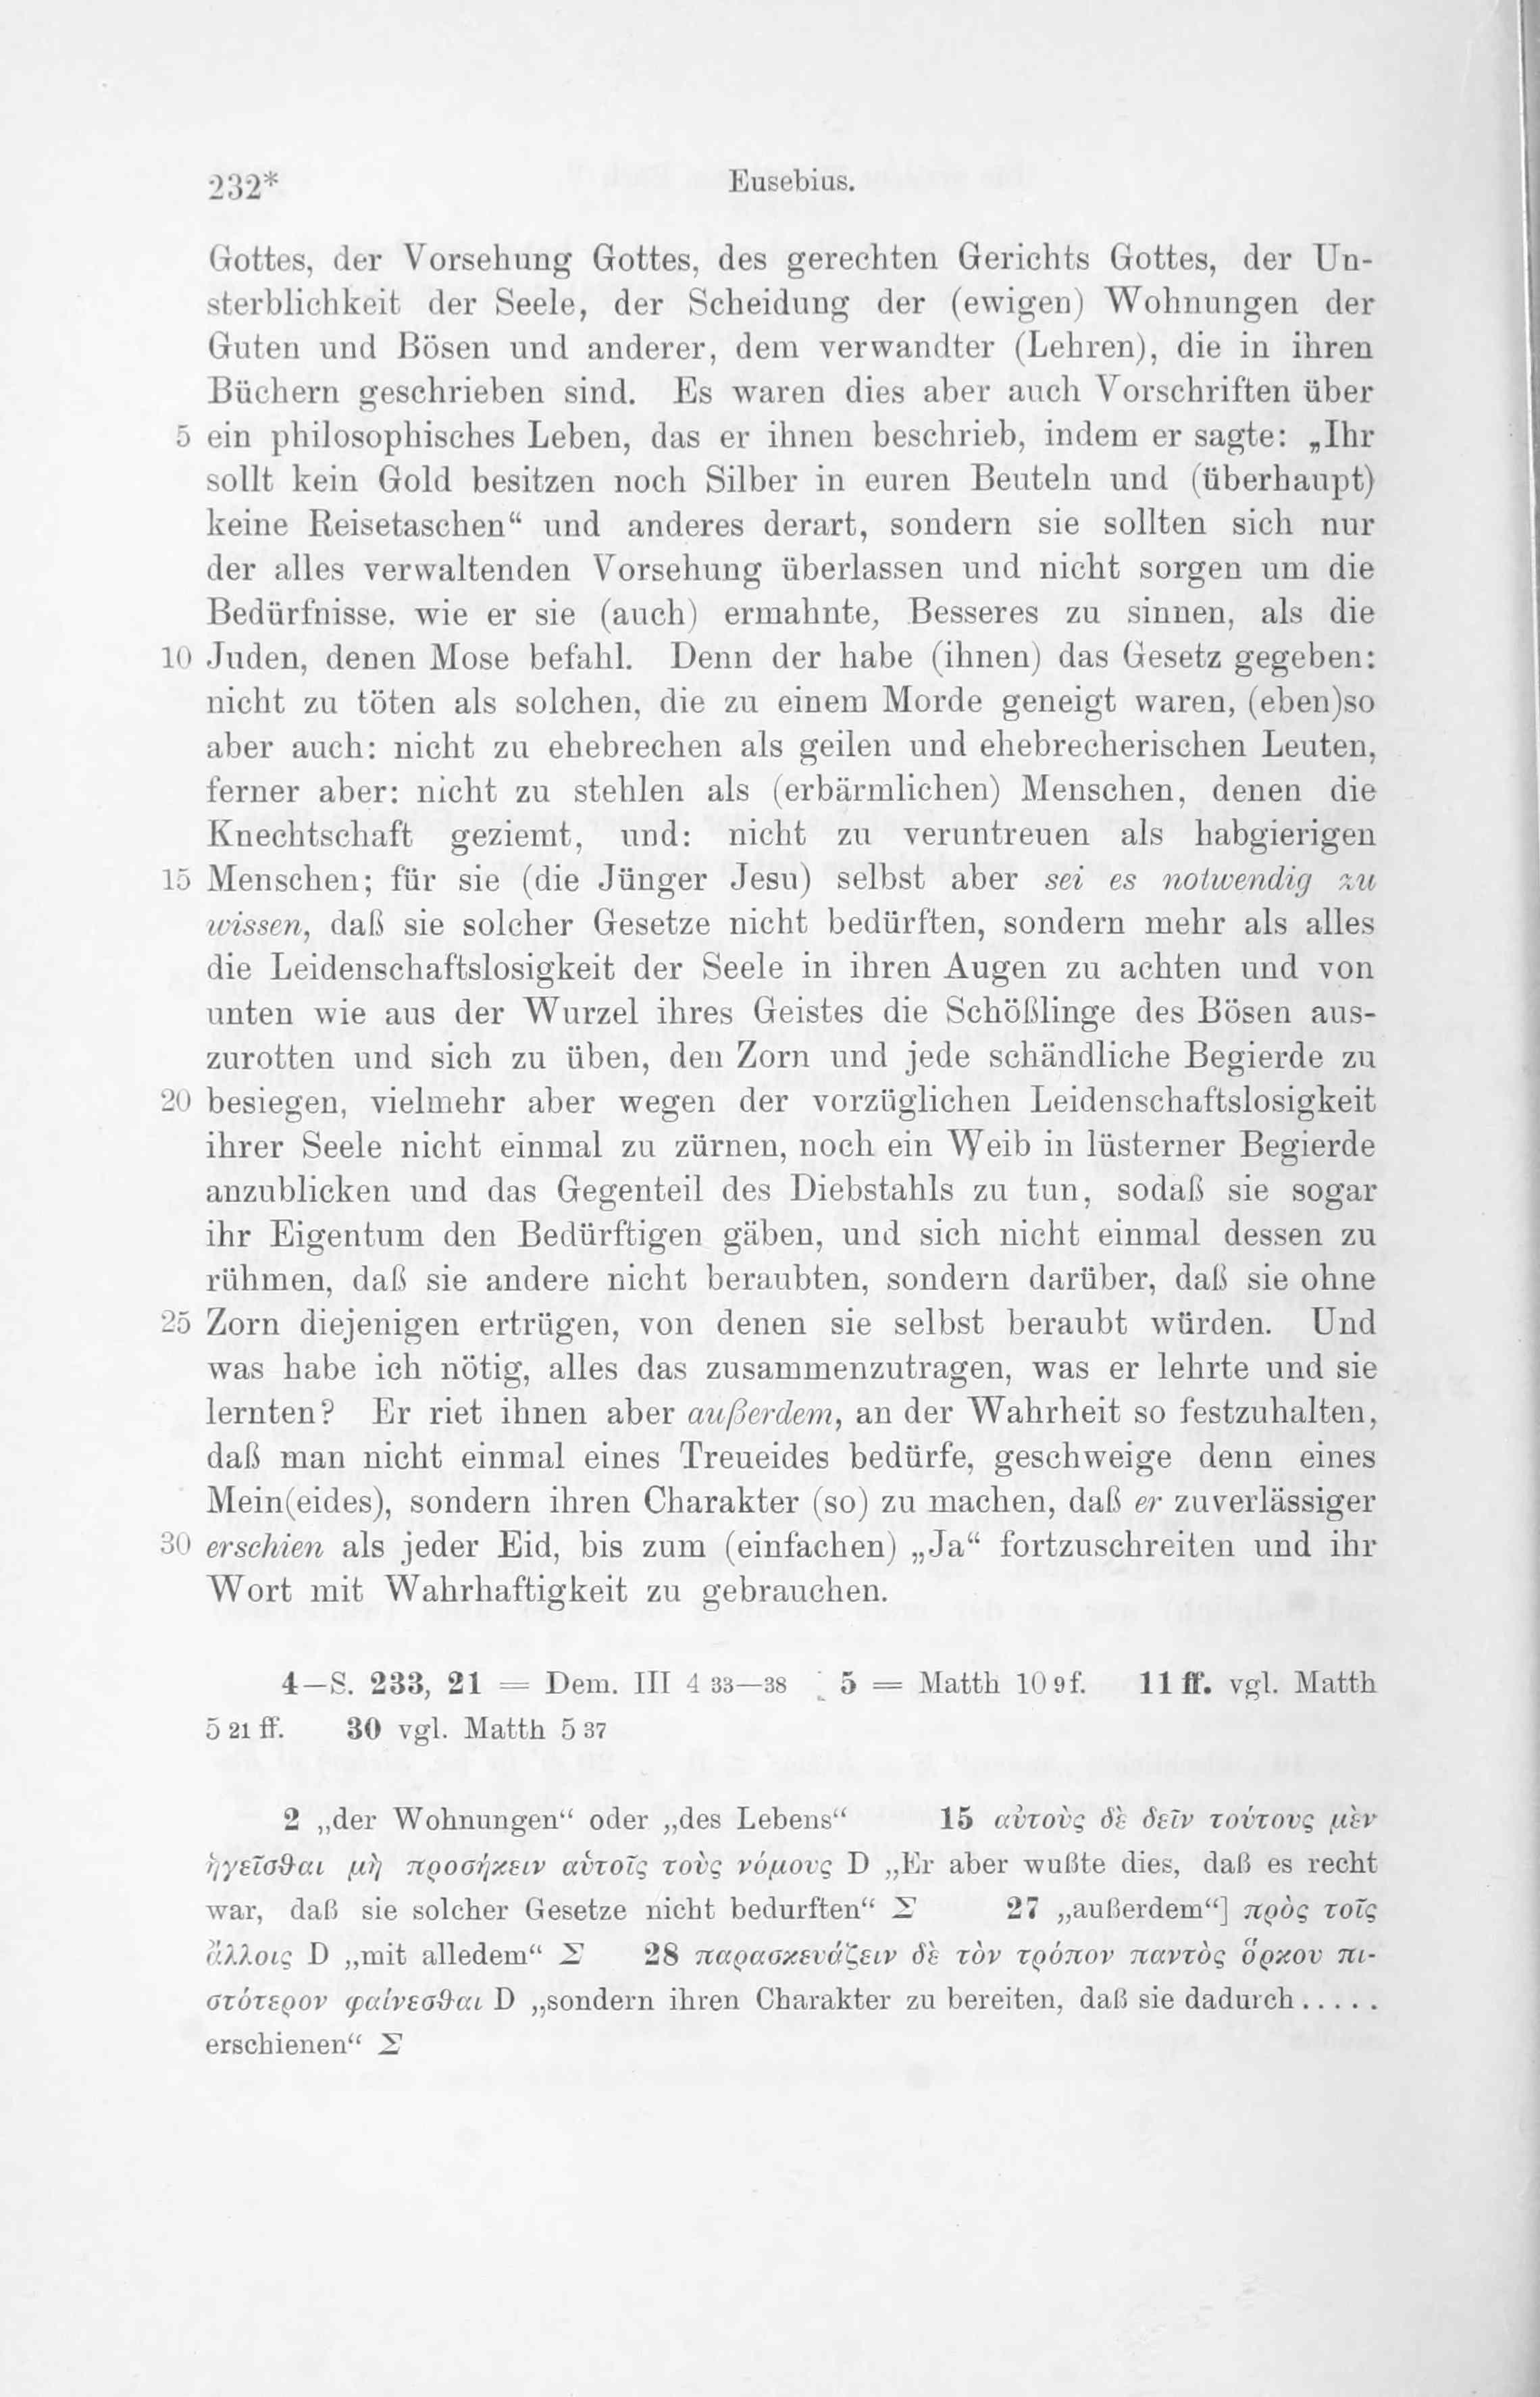 232* Eusebius.
Gottes, der Vorsehung Gottes, des gerechten Gerichts Gottes, der Un-
sterblichkeit der Seele, der Scheidung der (ewigen) Wohnungen der
Guten und Bösen und anderer, dem verwandter (Lehren), die in ihren
Büchern geschrieben sind. Es waren dies aber auch Vorschriften über
5 ein philosophisches Leben, das er ihnen beschrieb, indem er sagte: „Ihr
sollt kein Gold besitzen noch Silber in euren Beuteln und (überhaupt)
keine Reisetaschen“ und anderes derart, sondern sie sollten sich nur
der alles verwaltenden Vorsehung überlassen und nicht sorgen um die
Bedürfnisse, wie er sie (auch) ermahnte, Besseres zu sinnen, als die
10 Juden, denen Mose befahl. Denn der habe (ihnen) das Gesetz gegeben:
nicht zu töten als solchen, die zu einem Morde geneigt waren, (eben)so
aber auch: nicht zu ehebrechen als geilen und ehebrecherischen Leuten,
ferner aber: nicht zu stehlen als (erbärmlichen) Menschen, denen die
Knechtschaft geziemt, und: nicht zu veruntreuen als habgierigen
15 Menschen; für sie (die Jünger Jesu) selbst aber sei es notwendig zu
wissen, daß sie solcher Gesetze nicht bedürften, sondern mehr als alles
die Leidenschaftslosigkeit der Seele in ihren Augen zu achten und von
unten wie aus der Wurzel ihres Geistes die Schößlinge des Bösen aus-
zurotten und sich zu üben, den Zorn und jede schändliche Begierde zu
20 besiegen, vielmehr aber wegen der vorzüglichen Leidenschaftslosigkeit
ihrer Seele nicht einmal zu zürnen, noch ein Weib in lüsterner Begierde
anzublicken und das Gegenteil des Diebstahls zu tun, sodaß sie sogar
ihr Eigentum den Bedürftigen gäben, und sich nicht einmal dessen zu
rühmen, daß sie andere nicht beraubten, sondern darüber, daß sie ohne
25 Zorn diejenigen ertrügen, von denen sie selbst beraubt würden. Und
was habe ich nötig, alles das zusammenzutragen, was er lehrte und sie
lernten? Er riet ihnen aber außerdem, an der Wahrheit so festzuhalten,
daß man nicht einmal eines Treueides bedürfe, geschweige denn eines
Mein(eides), sondern ihren Charakter (so) zu machen, daß er zuverlässiger
30 erschien als jeder Eid, bis zum (einfachen) „Ja“ fortzuschreiten und ihr
Wort mit Wahrhaftigkeit zu gebrauchen.
4—S. 233, 21 = Dem. III 4 33—38 5 = Matth 10 9 f. 11 ff. vgl. Matth
5 21 ff. 30 vgl. Matth 5 37
2 „der Wohnungen“ oder „des Lebens“ 15 αὐτοὺς δὲ δεῖν τούτους μὲν
ἡγεῖσθαι μὴ προσήκειν αὐτοῖς τοὺς νόμους D „Er aber wußte dies, daß es recht
war, daß sie solcher Gesetze nicht bedurften“ Σ 27 „außerdem“] πρὸς τοῖς
ἄλλοις D „mit alledem“ Σ 28 παρασκευάζειν δὲ τὸν τρόπον παντὸς ὅρκου πι-
στότερον φαίνεσθαι D „sondern ihren Charakter zu bereiten, daß sie dadurch.....
erschienen“ Σ